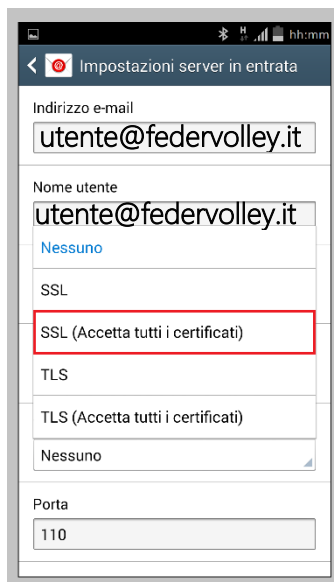 H hh:mm
Impostazioni server in entrata
Indirizzo e-mail
utente@federvolley.it
Nome utente
utente@federvolley.it
Nessuno
SSL
SSL (Accetta tutti i certificati)
TLS
TLS (Accetta tutti i certificati)
Nessuno
Porta
110